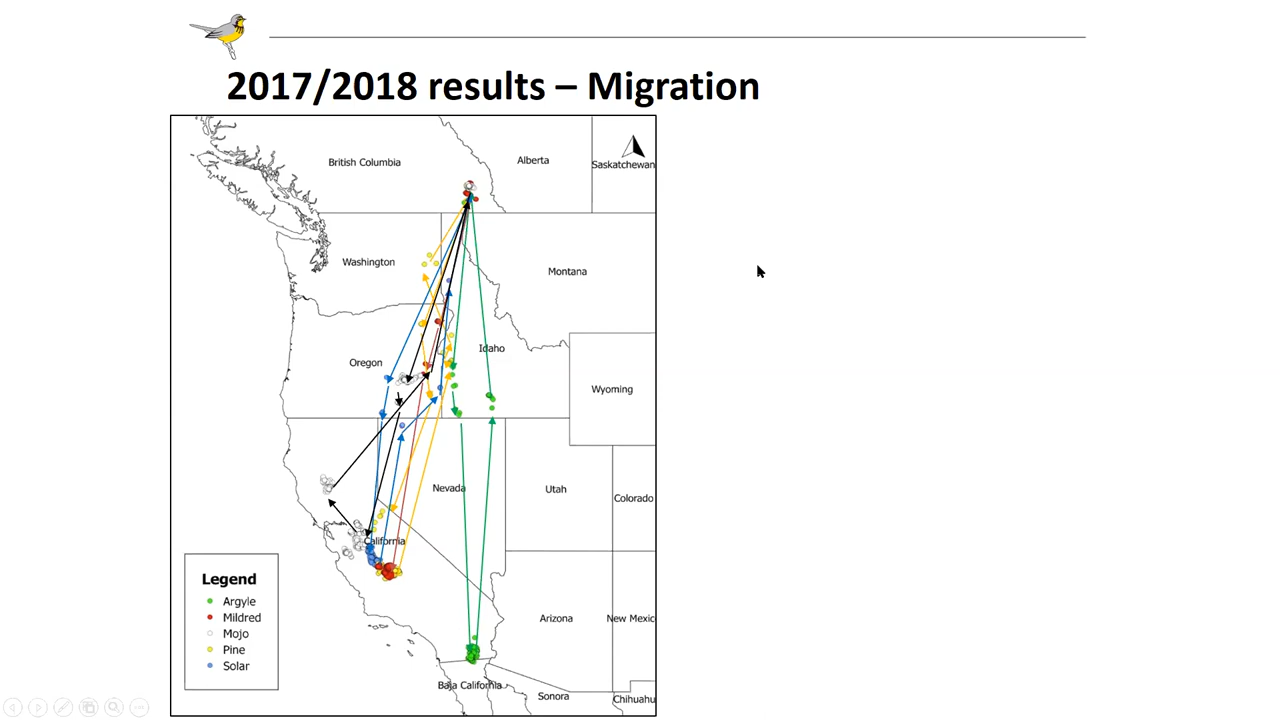 2017/2018 results – Migration
British Columbia
Alberta
Saskatchewan
Washington
Montana
Oregon
Idaho
Wyoming
Nevada
Utah
Colorado
California
Arizona
New Mexic
Baja California
Sonora
Chihuahu
Legend
Argyle
Mildred
Mojo
Pine
Solar